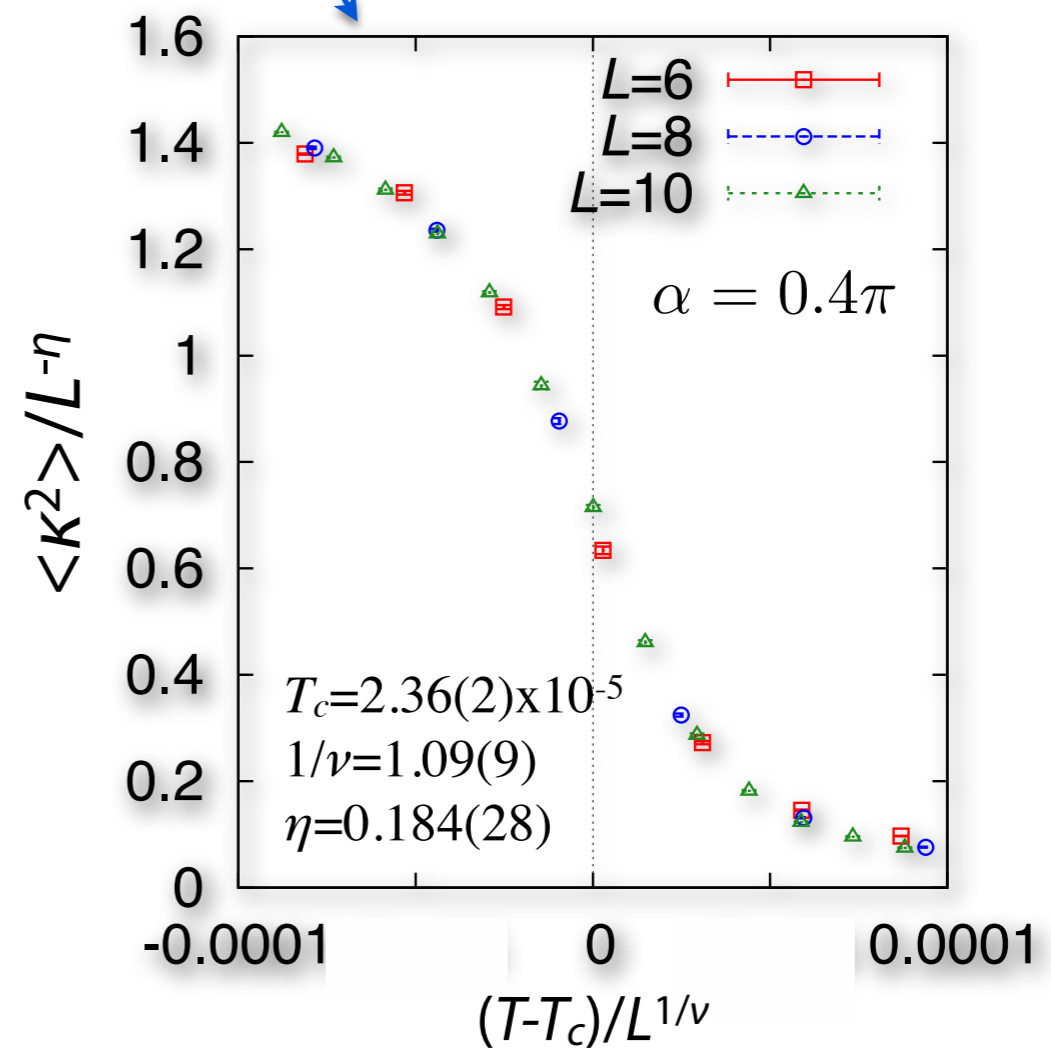 1.6
1.4
1.2
1
0.8
0.6
0.4
0.2
0
<κ²>/L⁻η
L=6
L=8
L=10
α = 0.4π
Tc=2.36(2)x10⁻⁵
1/ν=1.09(9)
η=0.184(28)
-0.0001 0 0.0001
(T-Tc)/L¹/ν